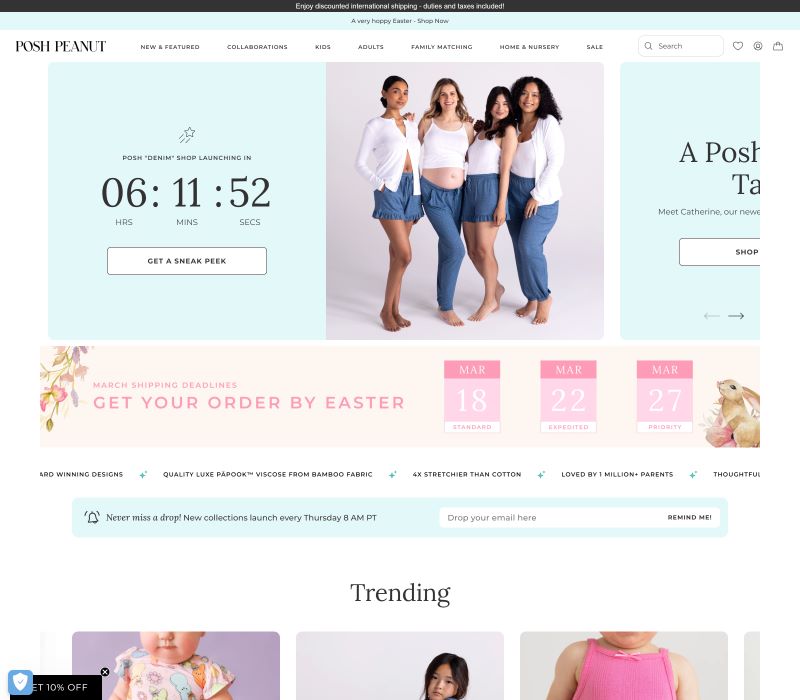 Enjoy discounted international shipping - duties and taxes included!
A very hoppy Easter - Shop Now
POSH PEANUT
NEW & FEATURED
COLLABORATIONS
KIDS
ADULTS
FAMILY MATCHING
HOME & NURSERY
SALE
Search
POSH "DENIM" SHOP LAUNCHING IN
06: 11 : 52
HRS MINS SECS
GET A SNEAK PEEK
A Posh
Ta
Meet Catherine, our newe
SHOP
MARCH SHIPPING DEADLINES
GET YOUR ORDER BY EASTER
MAR
18
STANDARD
MAR
22
EXPEDITED
MAR
27
PRIORITY
ARD WINNING DESIGNS
QUALITY LUXE PÄPOOK™ VISCOSE FROM BAMBOO FABRIC
4X STRETCHIER THAN COTTON
LOVED BY 1 MILLION+ PARENTS
THOUGHTFUL
Never miss a drop! New collections launch every Thursday 8 AM PT
Drop your email here
REMIND ME!
Trending
ET 10% OFF